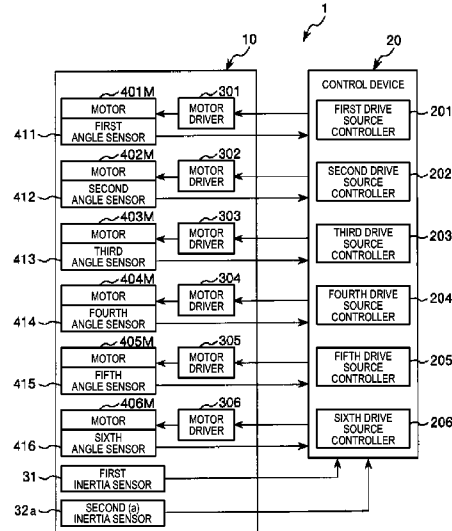 1
10
20
CONTROL DEVICE
401M
301
MOTOR
MOTOR
DRIVER
FIRST
ANGLE SENSOR
411
FIRST DRIVE
SOURCE
CONTROLLER
201
402M
302
MOTOR
MOTOR
DRIVER
SECOND
ANGLE SENSOR
412
SECOND DRIVE
SOURCE
CONTROLLER
202
403M
303
MOTOR
MOTOR
DRIVER
THIRD
ANGLE SENSOR
413
THIRD DRIVE
SOURCE
CONTROLLER
203
404M
304
MOTOR
MOTOR
DRIVER
FOURTH
ANGLE SENSOR
414
FOURTH DRIVE
SOURCE
CONTROLLER
204
405M
305
MOTOR
MOTOR
DRIVER
FIFTH
ANGLE SENSOR
415
FIFTH DRIVE
SOURCE
CONTROLLER
205
406M
306
MOTOR
MOTOR
DRIVER
SIXTH
ANGLE SENSOR
416
SIXTH DRIVE
SOURCE
CONTROLLER
206
31
FIRST
INERTIA SENSOR
32a
SECOND (a)
INERTIA SENSOR